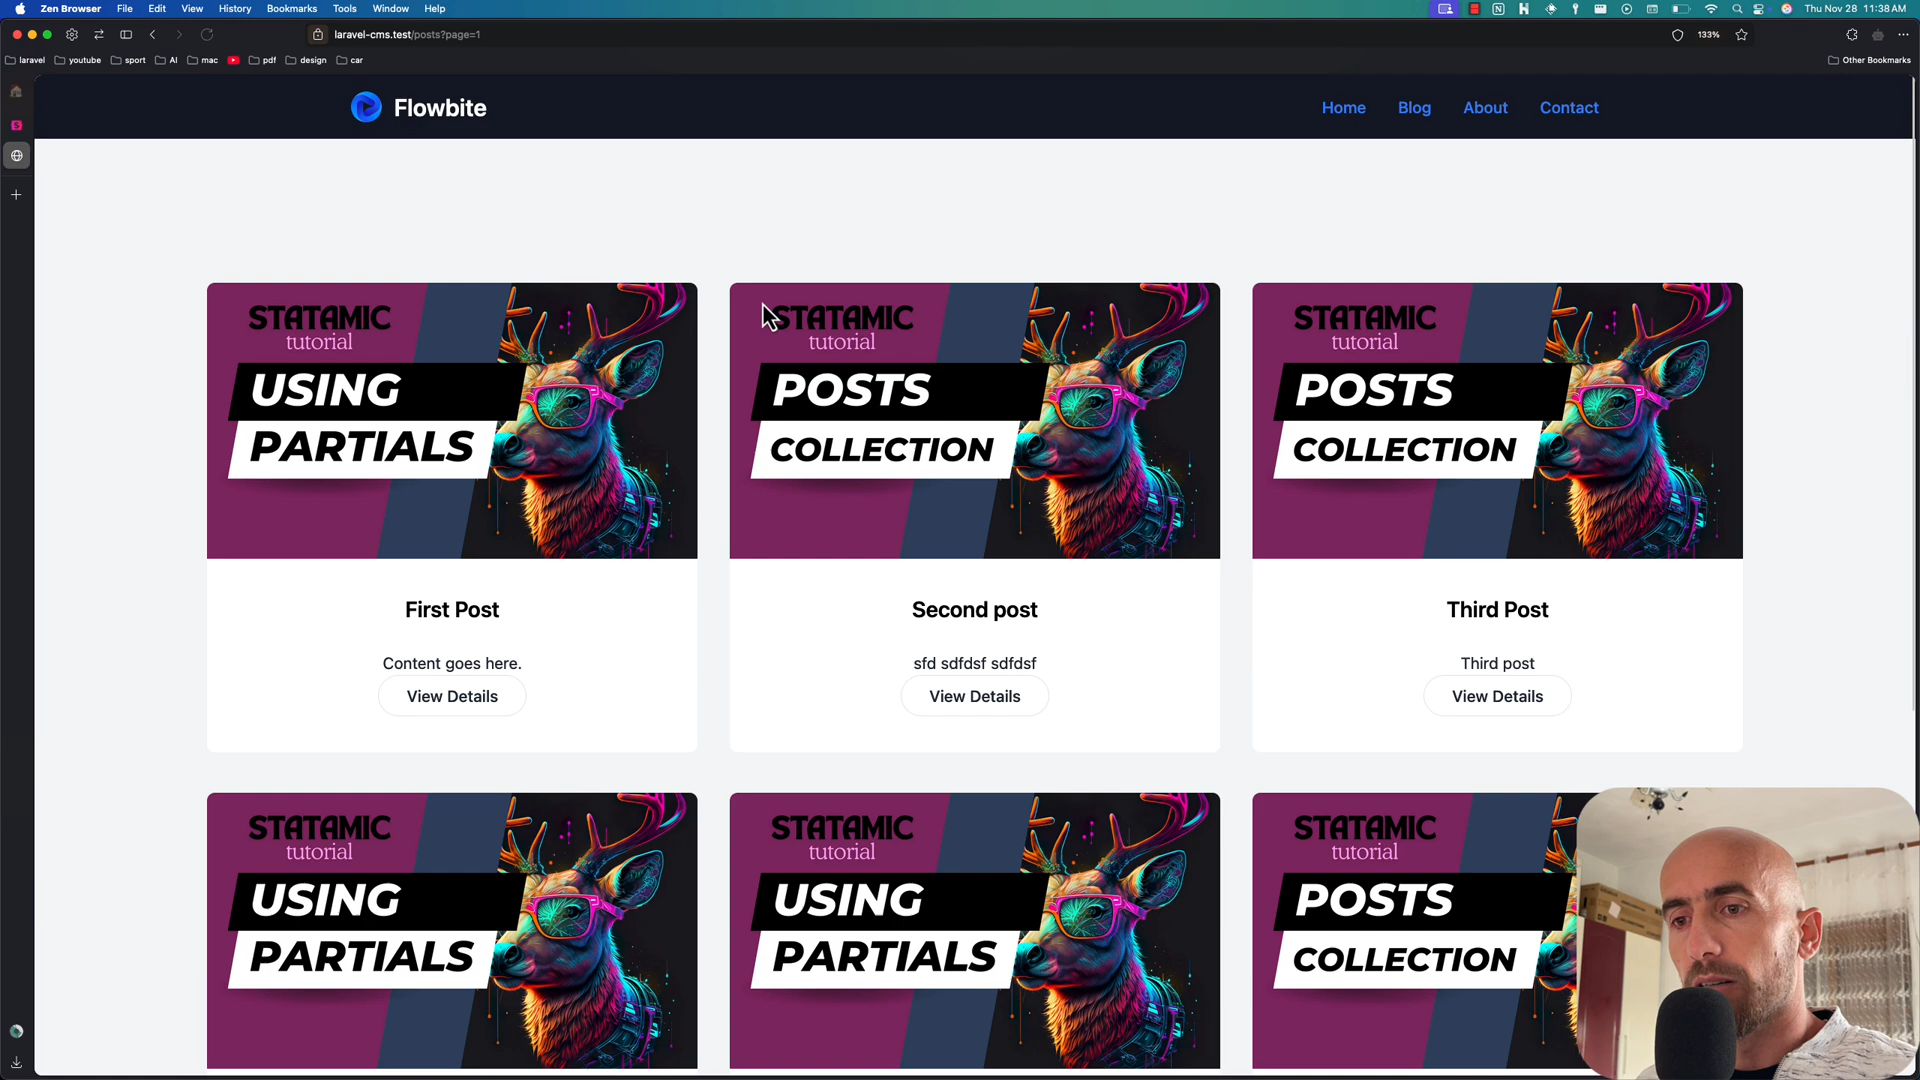 Zen Browser File Edit View History Bookmarks Tools Window Help
Thu Nov 28 11:38 AM
laravel-cms.test/posts?page=1
133%
laravel youtube sport AI mac pdf design car
Other Bookmarks
Flowbite
Home Blog About Contact
STATAMIC
tutorial
USING
PARTIALS
First Post
Content goes here.
View Details
STATAMIC
tutorial
POSTS
COLLECTION
Second post
sfd sdfdsf sdfdsf
View Details
STATAMIC
tutorial
POSTS
COLLECTION
Third Post
Third post
View Details
STATAMIC
tutorial
USING
PARTIALS
STATAMIC
tutorial
USING
PARTIALS
STATAMIC
tutorial
POSTS
COLLECTION